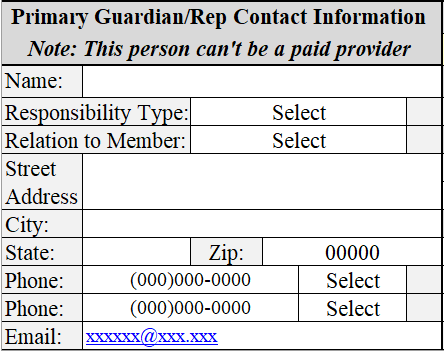 Primary Guardian/Rep Contact Information
Note: This person can't be a paid provider
Name:
Responsibility Type: Select
Relation to Member: Select
Street
Address
City:
State: Zip: 00000
Phone: (000)000-0000 Select
Phone: (000)000-0000 Select
Email: xxxxxx@xxx.xxx